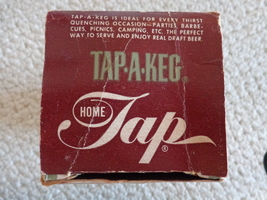 TAP-A-KEG IS IDEAL FOR EVERY THIRST
QUENCHING OCCASION—PARTIES, BARBE-
CUES, PICNICS, CAMPING, ETC. THE PERFECT
WAY TO SERVE AND ENJOY REAL DRAFT BEER.
TAP-A-KEG®
HOME
Tap®